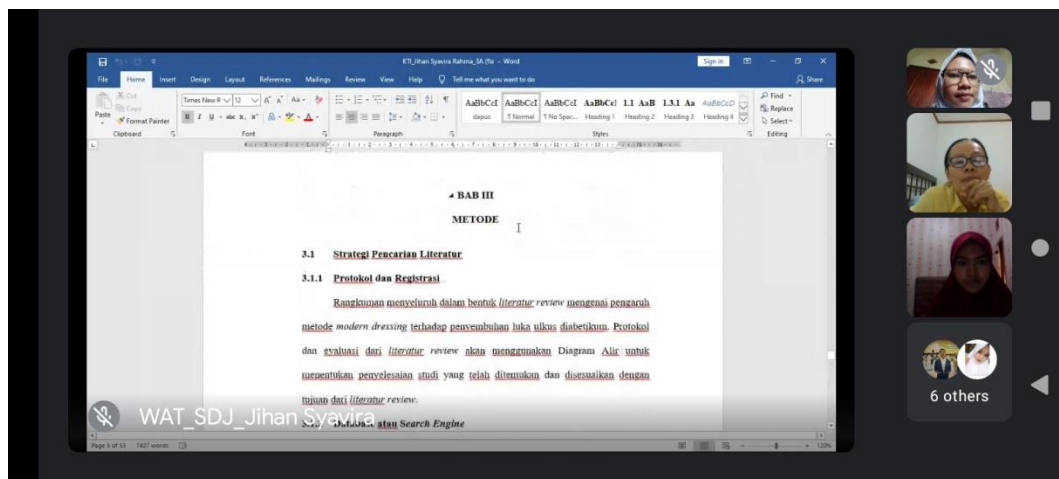 KTI_Jihan Syavira Rahma_3A (fix - Word
Sign in
File Home Insert Design Layout References Mailings Review View Help Tell me what you want to do
Share
Paste
Cut
Copy
Format Painter
Clipboard
Times New R 12
Font
Paragraph
AaBbCcI AaBbCcI AaBbCcI AaBbCcI 1.1 AaB 1.3.1 Aa AaBbCcD
dapus ¶ Normal ¶ No Spac... Heading 1 Heading 2 Heading 3 Heading 4
Styles
Find
Replace
Select
Editing
BAB III
METODE
3.1 Strategi Pencarian Literatur
3.1.1 Protokol dan Registrasi
Rangkuman menyeluruh dalam bentuk literatur review mengenai pengaruh
metode modern dressing terhadap penyembuhan luka ulkus diabetikum. Protokol
dan evaluasi dari literatur review akan menggunakan Diagram Alir untuk
menentukan penyelesaian studi yang telah ditemukan dan disesuaikan dengan
tujuan dari literatur review.
Database atau Search Engine
WAT_SDJ_Jihan Syavira
Page 5 of 53 7427 words
120%
6 others